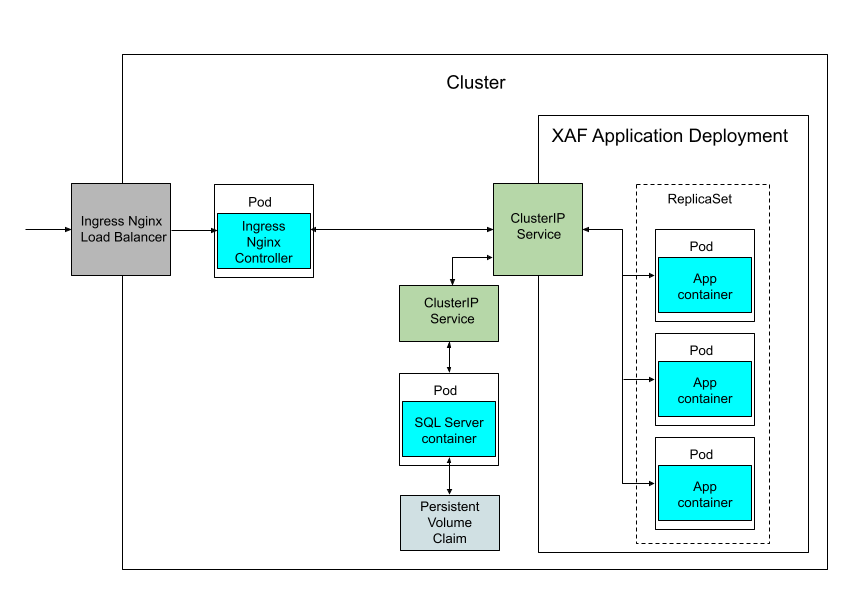 Cluster
XAF Application Deployment
Ingress Nginx
Load Balancer
Pod
Ingress
Nginx
Controller
ClusterIP
Service
ReplicaSet
Pod
App
container
ClusterIP
Service
Pod
App
container
Pod
SQL Server
container
Pod
App
container
Persistent
Volume
Claim